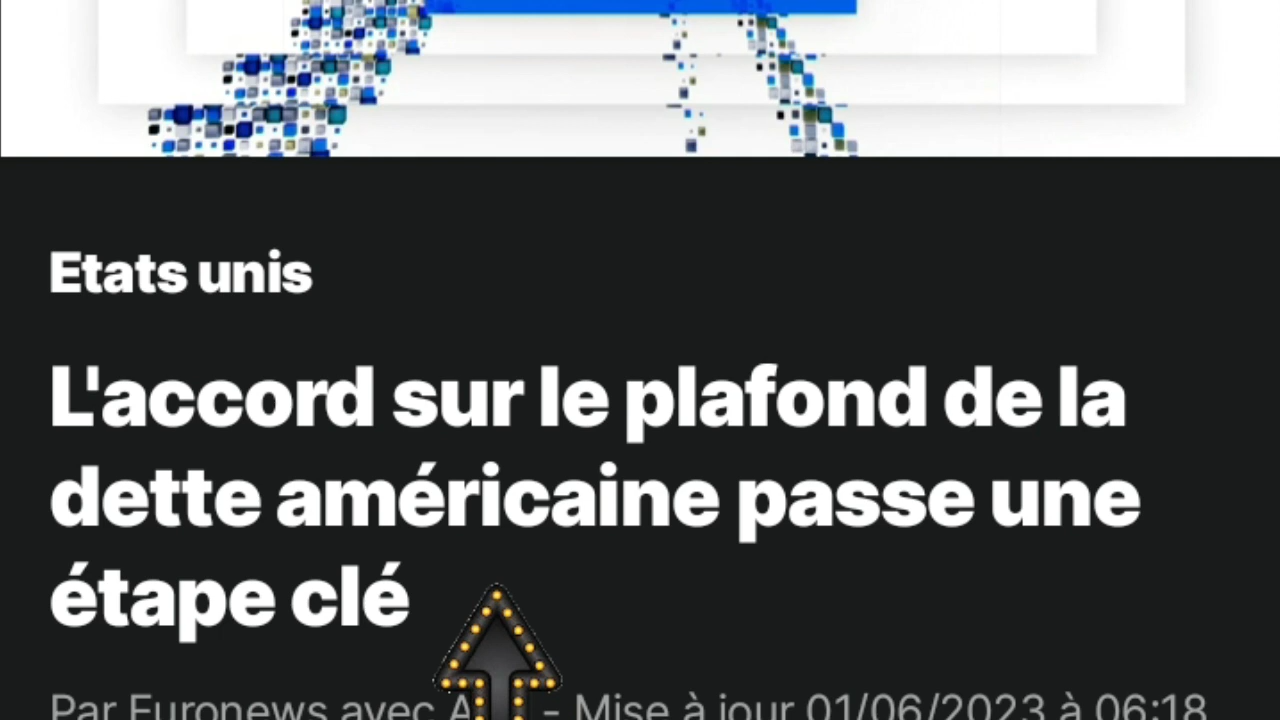 Etats unis
L'accord sur le plafond de la
dette américaine passe une
étape clé
Par Euronews avec - Mise à jour 01/06/2023 à 06:18